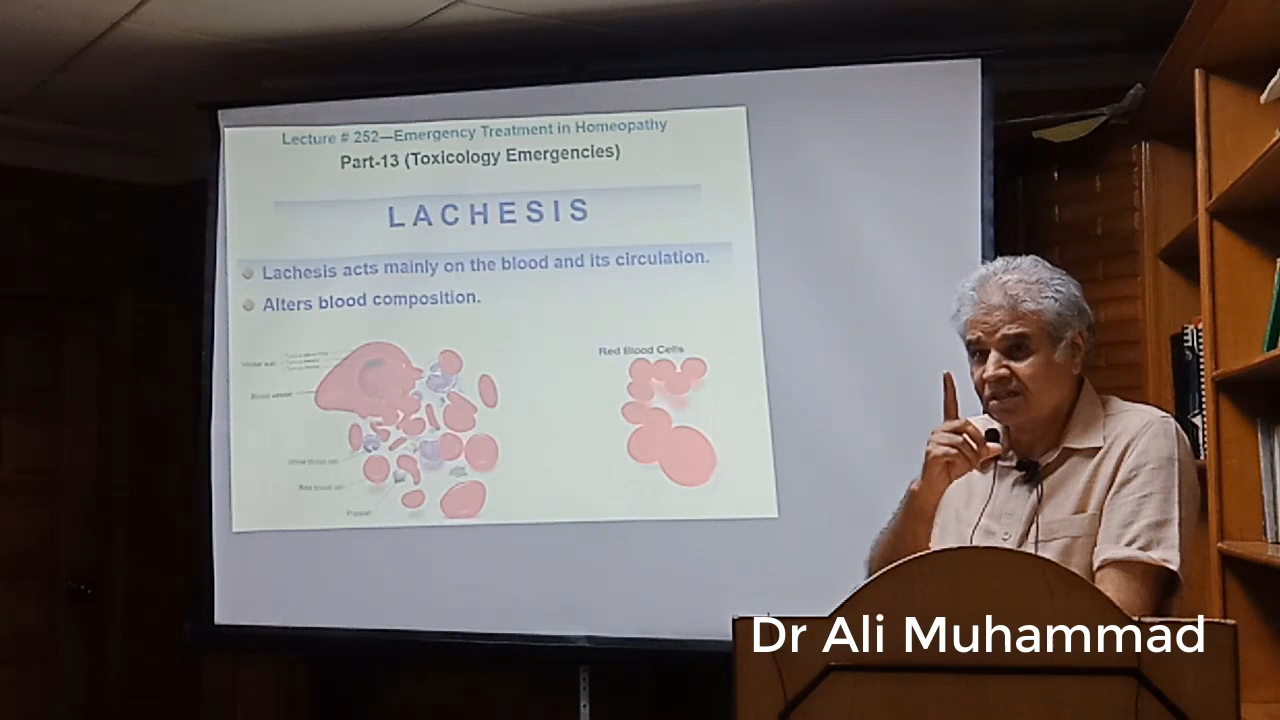 Lecture # 252—Emergency Treatment in Homeopathy
Part-13 (Toxicology Emergencies)
LACHESIS
Lachesis acts mainly on the blood and its circulation.
Alters blood composition.
Red Blood Cells
Blood vessel
White blood cell
Red blood cell
Platelet
Dr Ali Muhammad